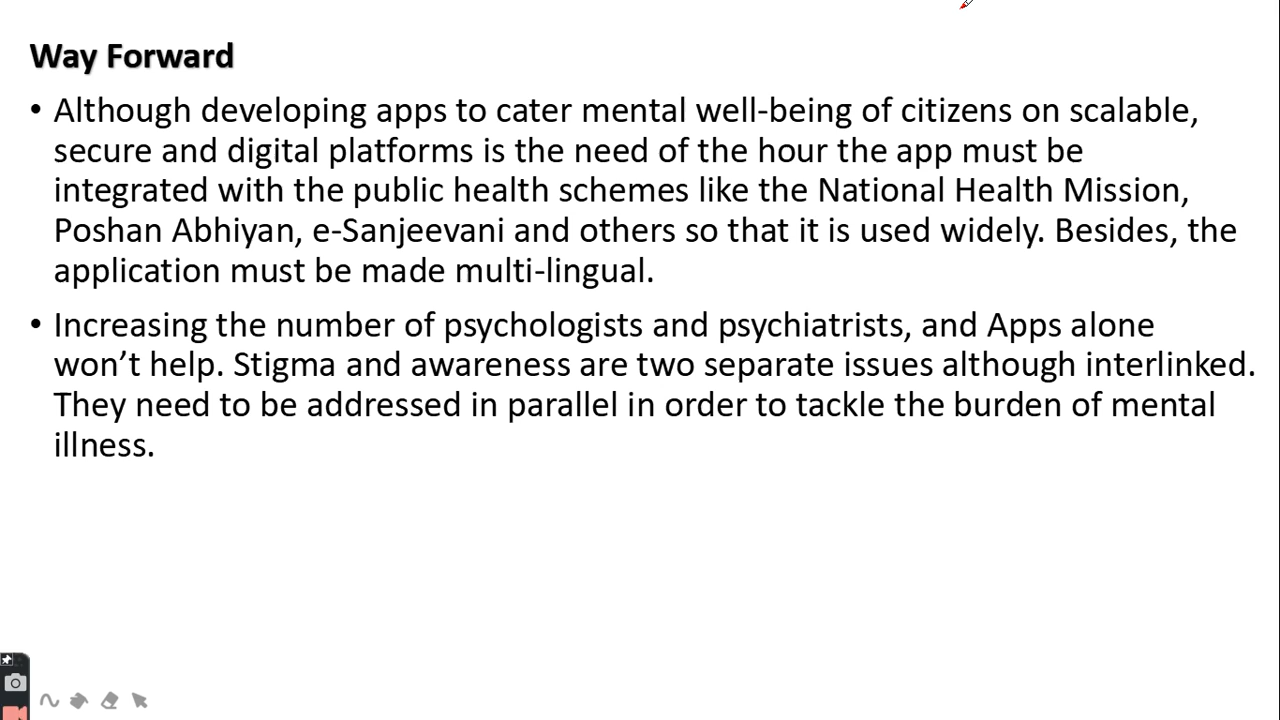 Way Forward
• Although developing apps to cater mental well-being of citizens on scalable,
secure and digital platforms is the need of the hour the app must be
integrated with the public health schemes like the National Health Mission,
Poshan Abhiyan, e-Sanjeevani and others so that it is used widely. Besides, the
application must be made multi-lingual.
• Increasing the number of psychologists and psychiatrists, and Apps alone
won’t help. Stigma and awareness are two separate issues although interlinked.
They need to be addressed in parallel in order to tackle the burden of mental
illness.